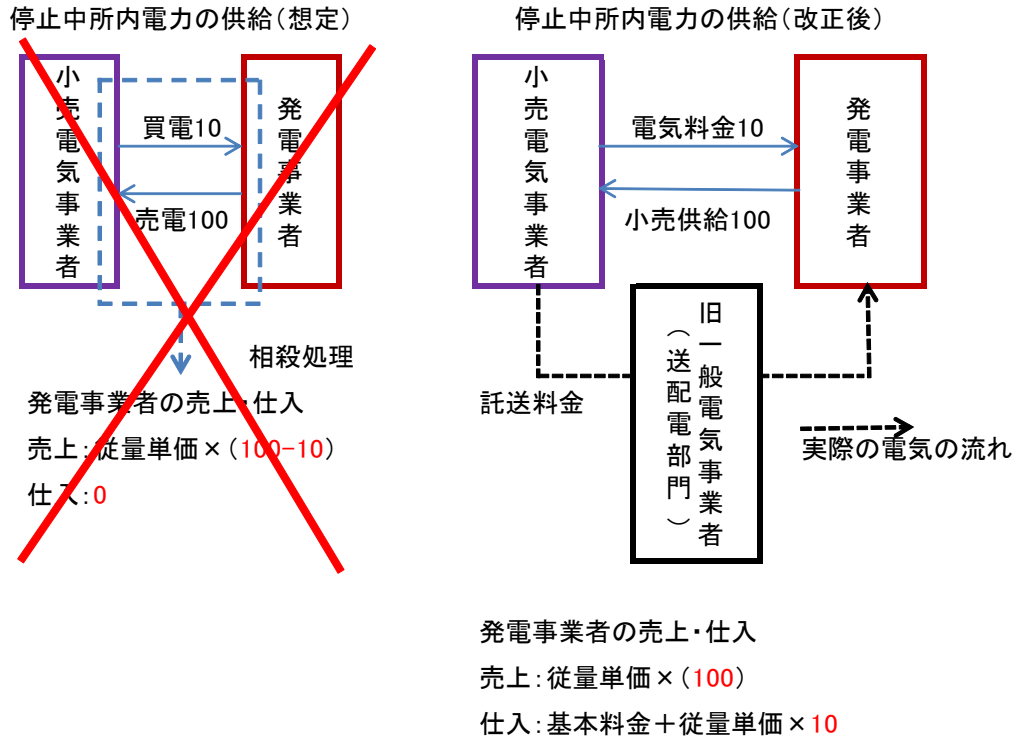 停止中所内電力の供給（想定）
小売電気事業者
買電10
売電100
発電事業者
相殺処理
発電事業者の売上・仕入
売上：従量単価×（100-10）
仕入：0
停止中所内電力の供給（改正後）
小売電気事業者
電気料金10
小売供給100
発電事業者
旧一般電気事業者
（送配電部門）
託送料金
実際の電気の流れ
発電事業者の売上・仕入
売上：従量単価×（100）
仕入：基本料金＋従量単価×10